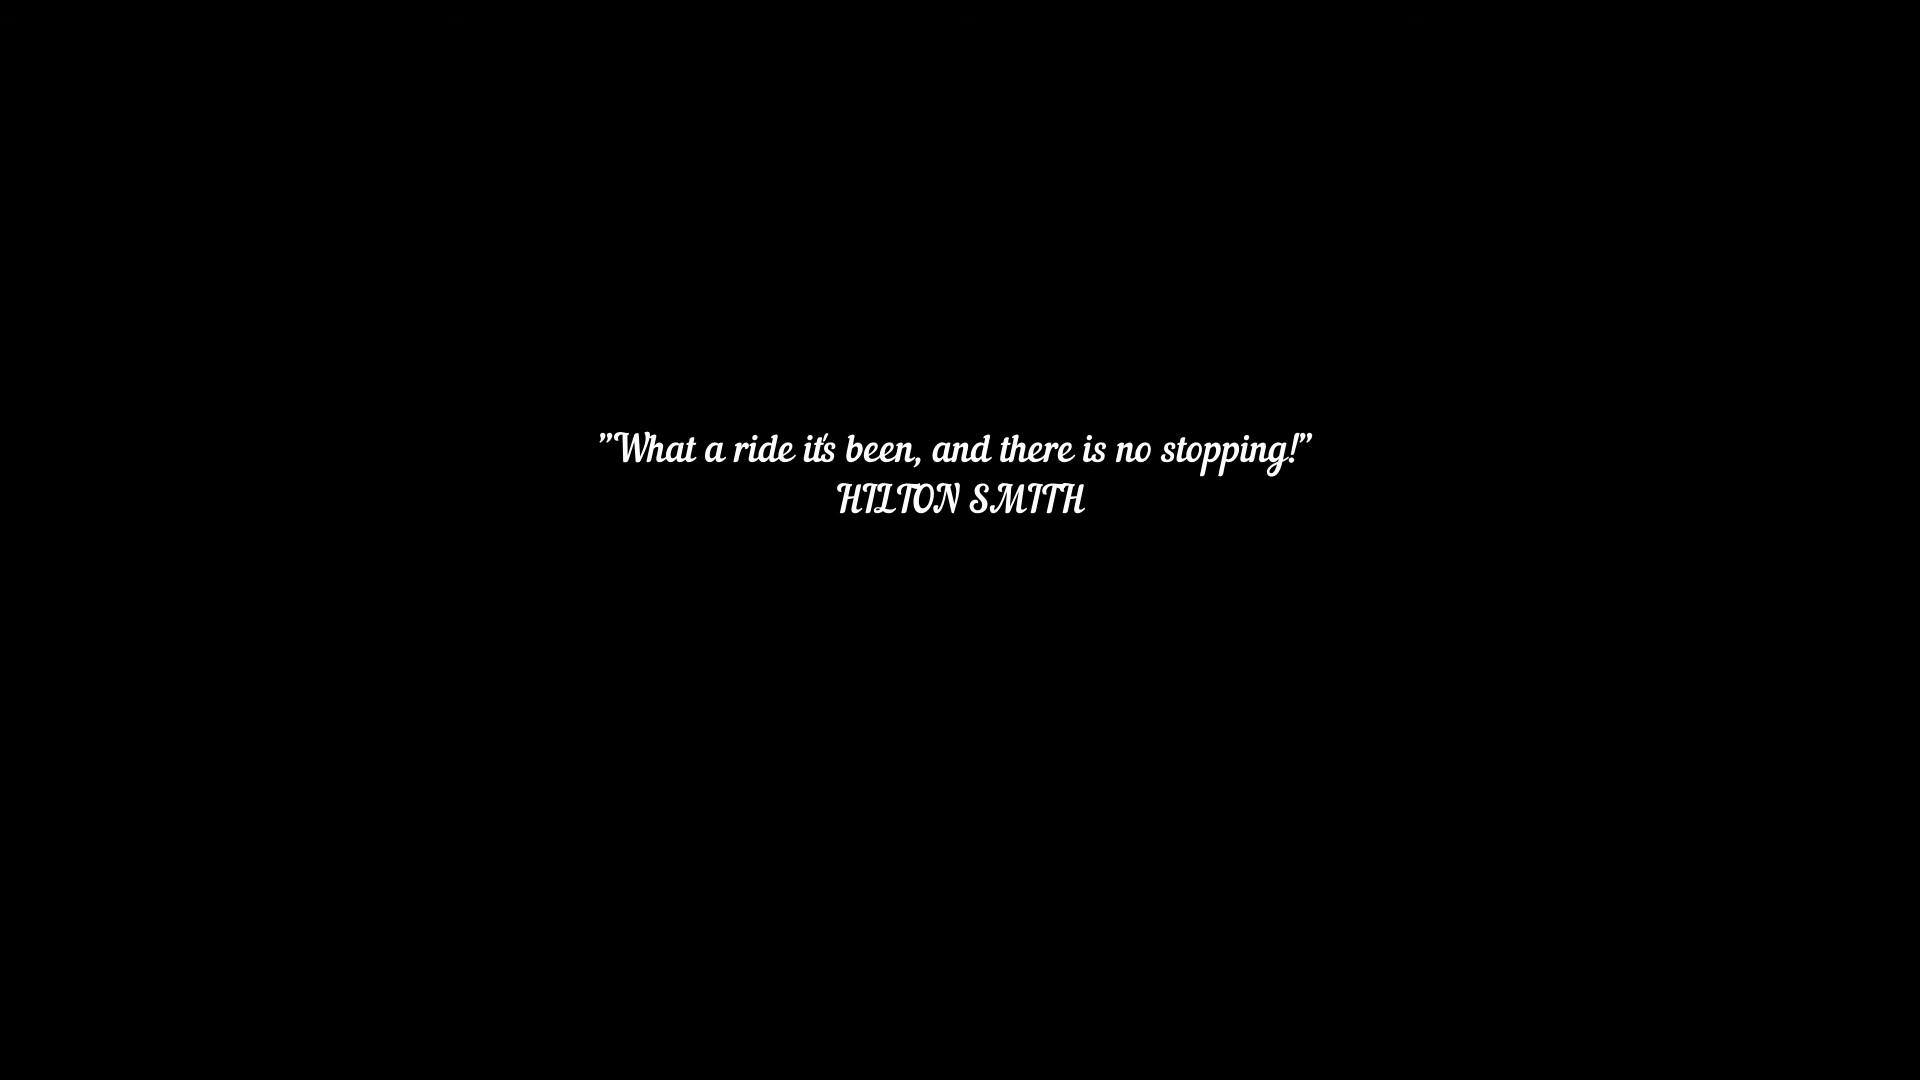 ”What a ride it's been, and there is no stopping!”
HILTON SMITH